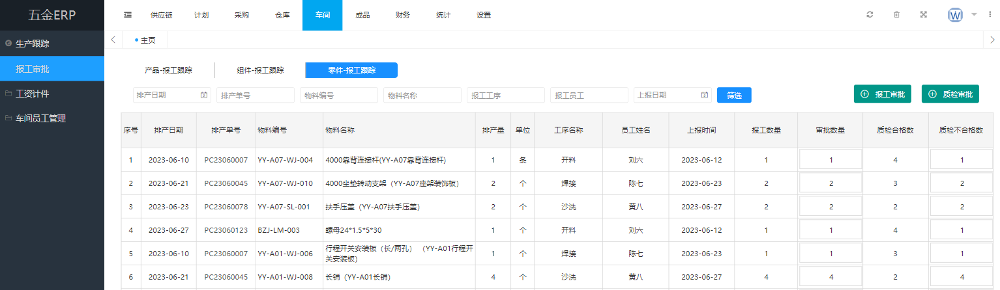 五金ERP
供应链 计划 采购 仓库 车间 成品 财务 统计 设置
W
生产跟踪
主页
报工审批
工资计件
车间员工管理
产品-报工跟踪 组件-报工跟踪 零件-报工跟踪
排产日期 排产单号 物料编号 物料名称 报工工序 报工员工 上报日期 筛选 报工审批 质检审批
序号 排产日期 排产单号 物料编号 物料名称 排产量 单位 工序名称 员工姓名 上报时间 报工数量 审批数量 质检合格数 质检不合格数
1 2023-06-10 PC23060007 YY-A07-WJ-004 4000靠背连接杆(YY-A07靠背连接杆) 1 条 开料 刘六 2023-06-12 1 1 4 1
2 2023-06-21 PC23060045 YY-A07-WJ-010 4000坐垫转动支架（YY-A07座架装饰板） 2 个 焊接 陈七 2023-06-23 2 2 3 2
3 2023-06-23 PC23060078 YY-A07-SL-001 扶手压盖（YY-A07扶手压盖） 2 个 沙洗 黄八 2023-06-27 2 2 2 2
4 2023-06-27 PC23060123 BZJ-LM-003 螺母24*1.5*5*30 1 个 开料 刘六 2023-06-12 1 1 4 1
5 2023-06-10 PC23060007 YY-A01-WJ-006 行程开关安装板（长/两孔） （YY-A01行程开 1 个 焊接 陈七 2023-06-23 1 1 3 1
关安装板）
6 2023-06-21 PC23060045 YY-A01-WJ-008 长销（YY-A01长销） 4 个 沙洗 黄八 2023-06-27 4 4 2 4